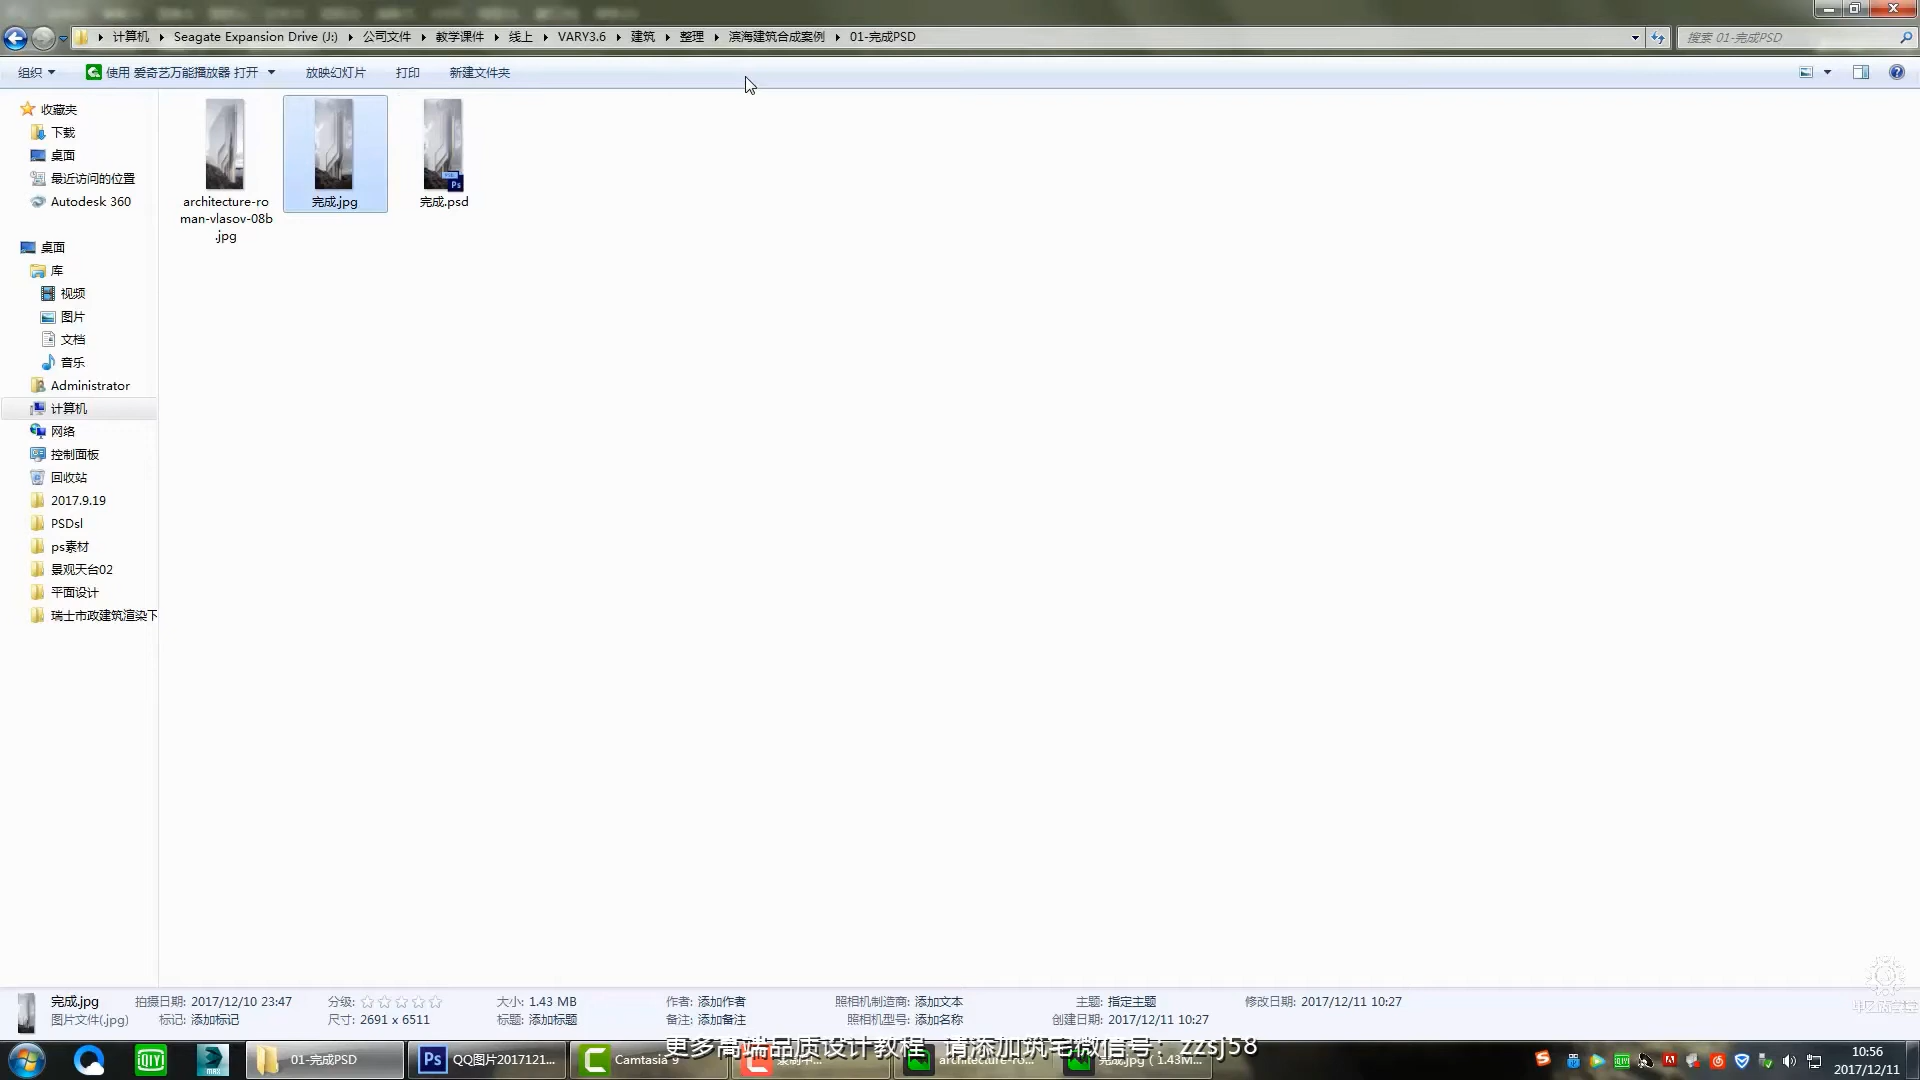 计算机 Seagate Expansion Drive (J:) 公司文件 教学课件 线上 VARY3.6 建筑 整理 滨海建筑合成案例 01-完成PSD
搜索 01-完成PSD
组织 使用 爱奇艺万能播放器 打开 放映幻灯片 打印 新建文件夹
收藏夹
下载
桌面
最近访问的位置
Autodesk 360
桌面
库
视频
图片
文档
音乐
Administrator
计算机
网络
控制面板
回收站
2017.9.19
PSDsl
ps素材
景观天台02
平面设计
瑞士市政建筑渲染下
architecture-ro
man-vlasov-08b
.jpg
完成.jpg
完成.psd
完成.jpg 拍摄日期: 2017/12/10 23:47 分级: 大小: 1.43 MB 作者: 添加作者 照相机制造商: 添加文本 主题: 指定主题 修改日期: 2017/12/11 10:27
图片文件(.jpg) 标记: 添加标记 尺寸: 2691 x 6511 标题: 添加标题 备注: 添加备注 照相机型号: 添加名称 创建日期: 2017/12/11 10:27
更多高端品质设计教程 请添加筑宅微信号: zzsj58
01-完成PSD
QQ图片2017121...
Camtasia 9
录制中...
architecture-ro...
完成.jpg ( 1.43M...
10:56
2017/12/11